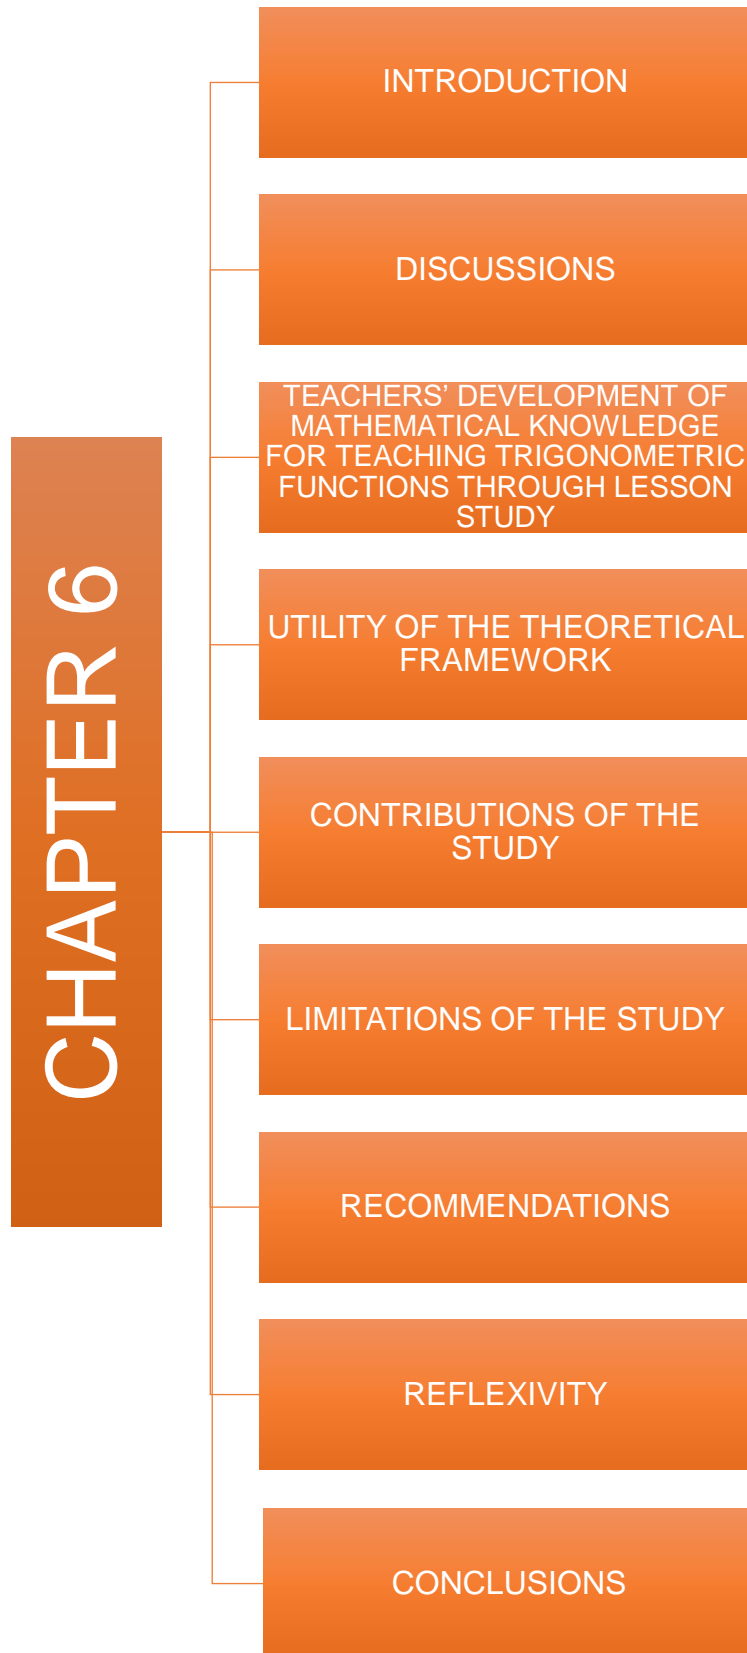 CHAPTER 6
INTRODUCTION
DISCUSSIONS
TEACHERS’ DEVELOPMENT OF
MATHEMATICAL KNOWLEDGE
FOR TEACHING TRIGONOMETRIC
FUNCTIONS THROUGH LESSON
STUDY
UTILITY OF THE THEORETICAL
FRAMEWORK
CONTRIBUTIONS OF THE
STUDY
LIMITATIONS OF THE STUDY
RECOMMENDATIONS
REFLEXIVITY
CONCLUSIONS